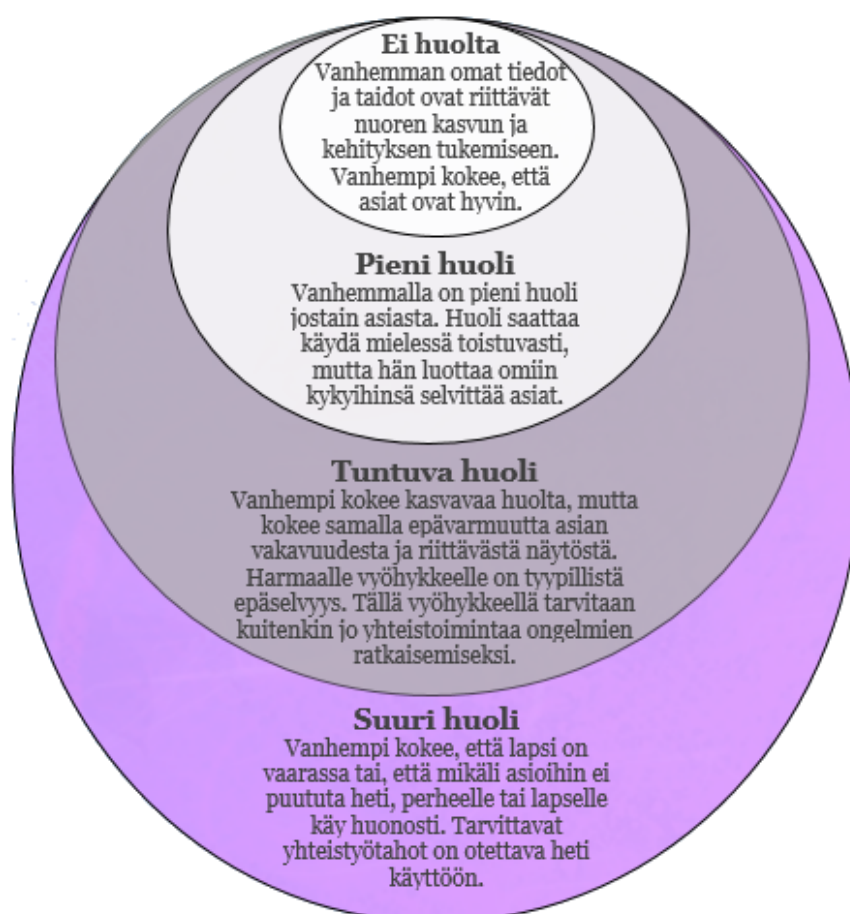 Ei huolta
Vanhemman omat tiedot
ja taidot ovat riittävät
nuoren kasvun ja
kehityksen tukemiseen.
Vanhempi kokee, että
asiat ovat hyvin.
Pieni huoli
Vanhemmalla on pieni huoli
jostain asiasta. Huoli saattaa
käydä mielessä toistuvasti,
mutta hän luottaa omiin
kykyihinsä selvittää asiat.
Tuntuva huoli
Vanhempi kokee kasvavaa huolta, mutta
kokee samalla epävarmuutta asian
vakavuudesta ja riittävästä näytöstä.
Harmaalle vyöhykkeelle on tyypillistä
epäselvyys. Tällä vyöhykkeellä tarvitaan
kuitenkin jo yhteistoimintaa ongelmien
ratkaisemiseksi.
Suuri huoli
Vanhempi kokee, että lapsi on
vaarassa tai, että mikäli asioihin ei
puututa heti, perheelle tai lapselle
käy huonosti. Tarvittavat
yhteistyötahot on otettava heti
käyttöön.